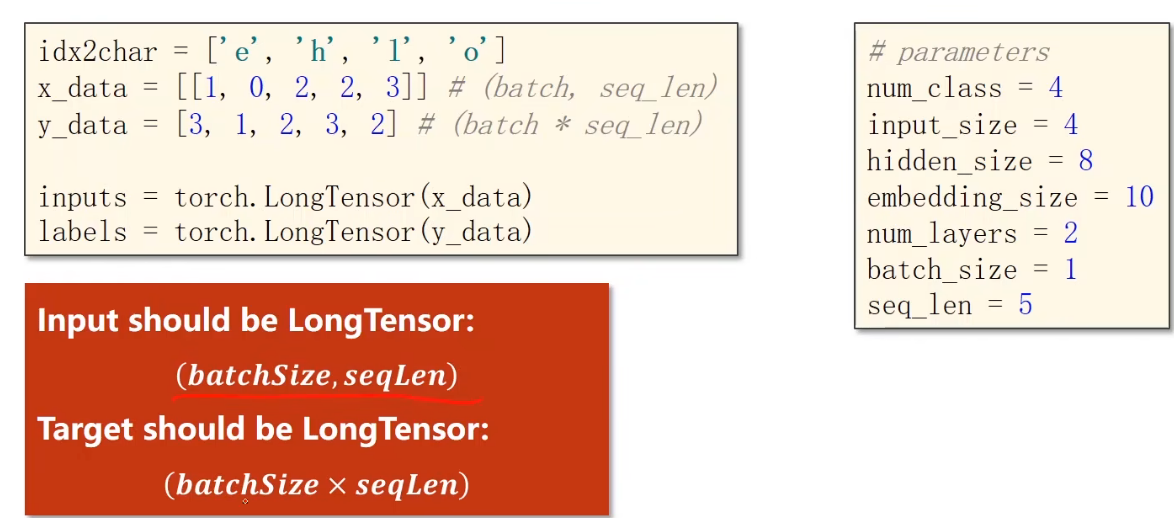 idx2char = ['e', 'h', 'l', 'o']
x_data = [[1, 0, 2, 2, 3]] # (batch, seq_len)
y_data = [3, 1, 2, 3, 2] # (batch * seq_len)
inputs = torch.LongTensor(x_data)
labels = torch.LongTensor(y_data)
# parameters
num_class = 4
input_size = 4
hidden_size = 8
embedding_size = 10
num_layers = 2
batch_size = 1
seq_len = 5
Input should be LongTensor:
(batchSize, seqLen)
Target should be LongTensor:
(batchSize × seqLen)